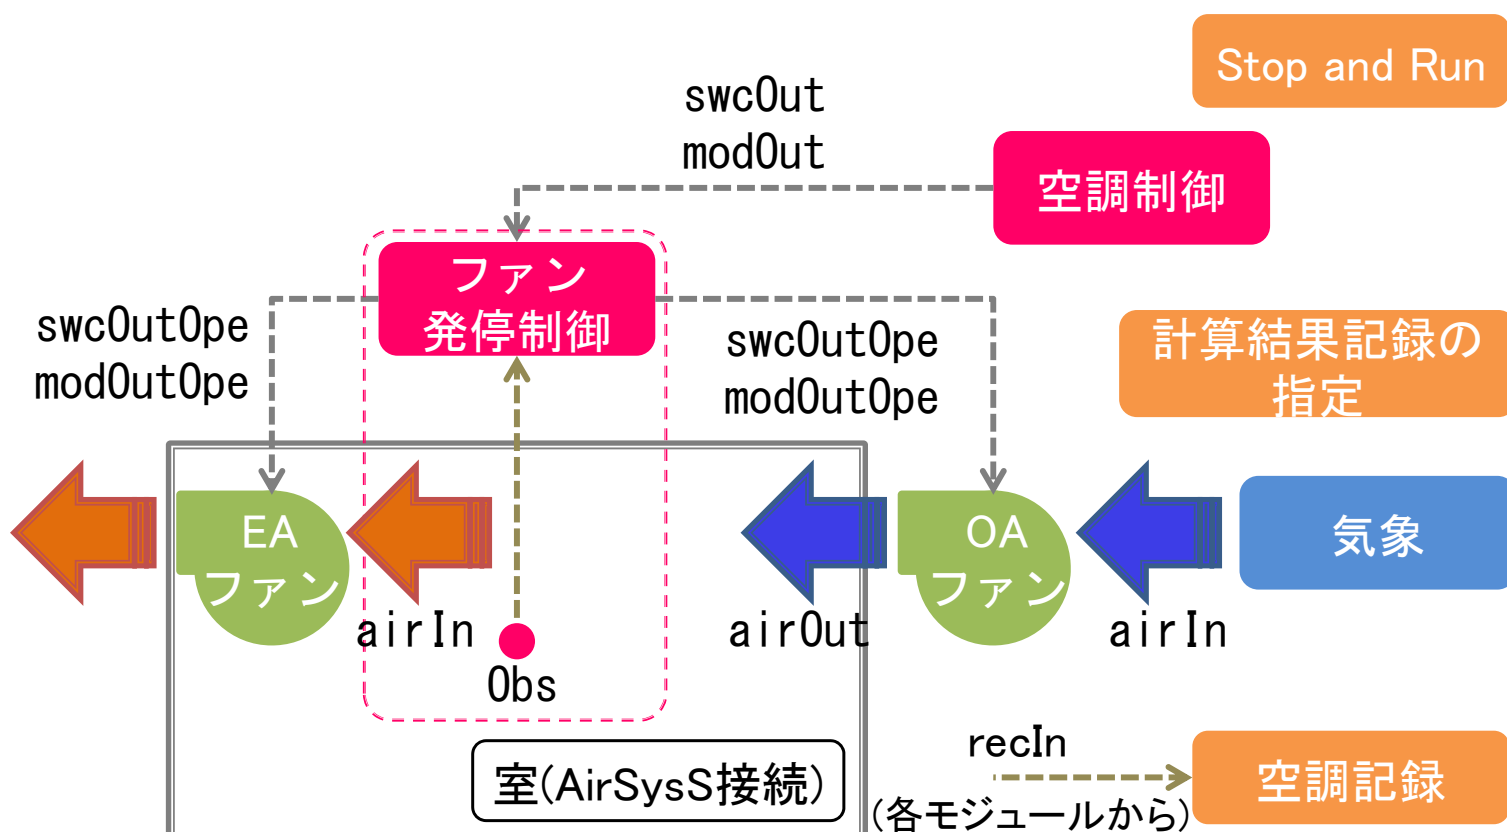 Stop and Run
swcOut
modOut
空調制御
ファン
発停制御
swcOutOpe
modOutOpe
swcOutOpe
modOutOpe
計算結果記録の
指定
EA
ファン
OA
ファン
気象
airIn
airOut
airIn
Obs
室(AirSysS接続)
recIn
(各モジュールから)
空調記録